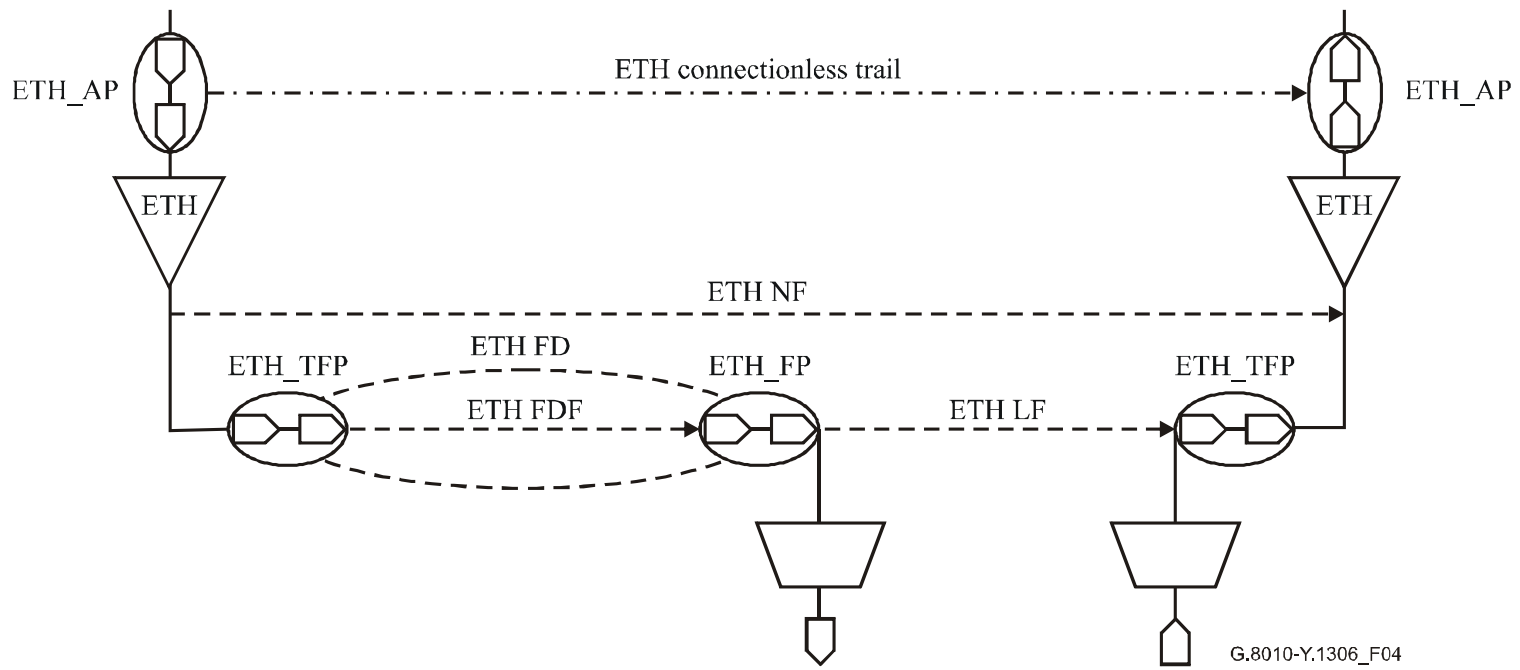 ETH connectionless trail
ETH_AP
ETH_AP
ETH
ETH
ETH NF
ETH_TFP
ETH FD
ETH_FP
ETH_TFP
ETH FDF
ETH LF
G.8010-Y.1306_F04